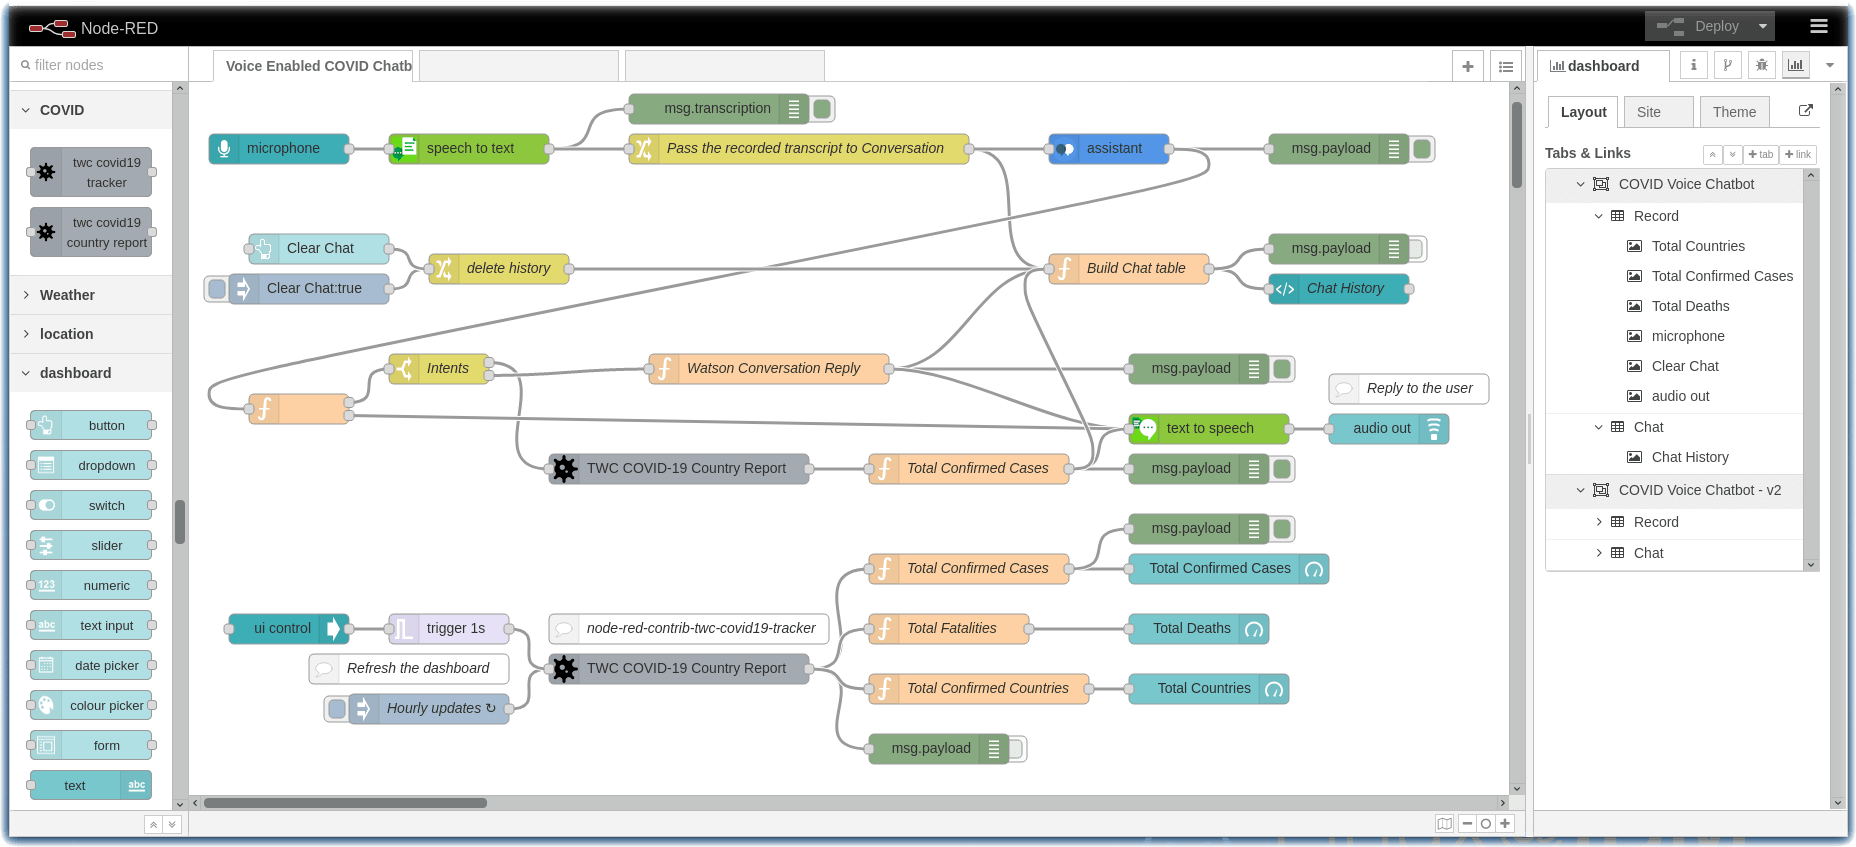 Node-RED
Deploy
filter nodes
Voice Enabled COVID Chatb
dashboard
COVID
twc covid19
tracker
twc covid19
country report
Weather
location
dashboard
button
dropdown
switch
slider
123
numeric
abc
text input
date picker
colour picker
form
text
abc
msg.transcription
microphone
speech to text
Pass the recorded transcript to Conversation
assistant
msg.payload
Clear Chat
Clear Chat:true
delete history
Build Chat table
msg.payload
Chat History
Intents
Watson Conversation Reply
msg.payload
Reply to the user
text to speech
audio out
TWC COVID-19 Country Report
Total Confirmed Cases
msg.payload
msg.payload
Total Confirmed Cases
Total Confirmed Cases
ui control
trigger 1s
node-red-contrib-twc-covid19-tracker
Total Fatalities
Total Deaths
Refresh the dashboard
TWC COVID-19 Country Report
Total Confirmed Countries
Total Countries
Hourly updates ↻
msg.payload
Layout
Site
Theme
Tabs & Links
tab
link
COVID Voice Chatbot
Record
Total Countries
Total Confirmed Cases
Total Deaths
microphone
Clear Chat
audio out
Chat
Chat History
COVID Voice Chatbot - v2
Record
Chat